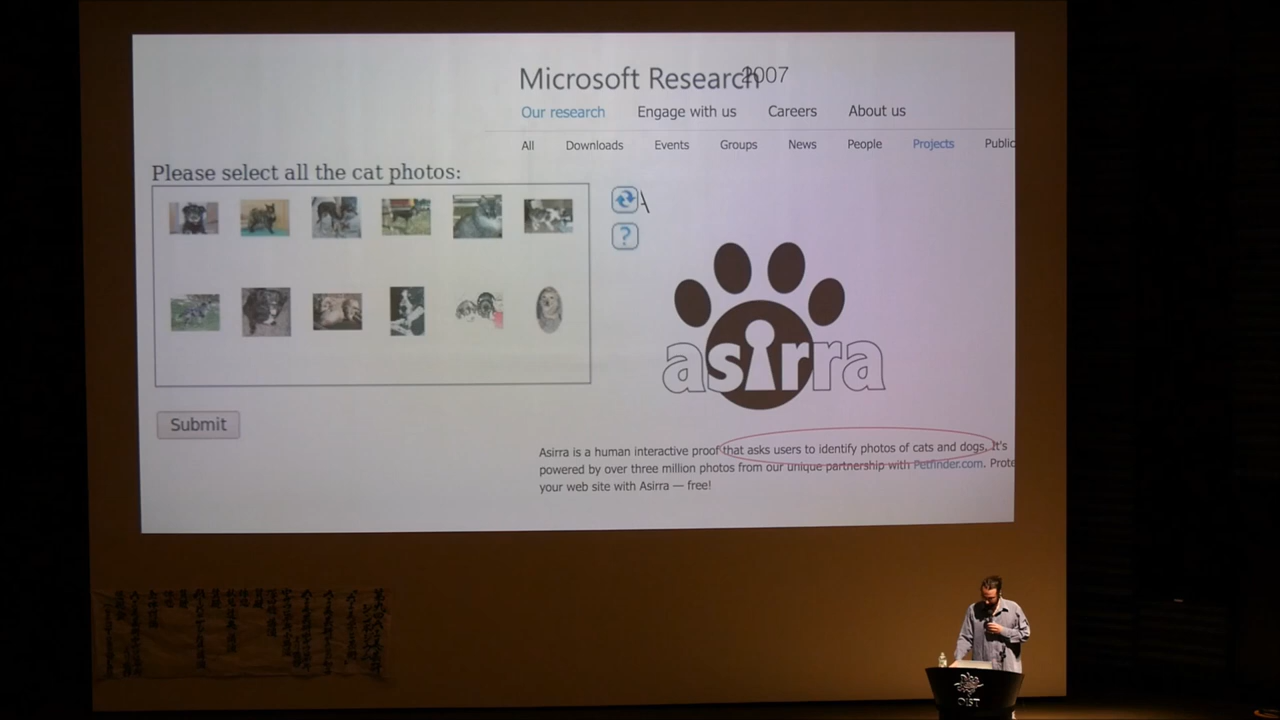 Microsoft Research 2007
Our research Engage with us Careers About us
All Downloads Events Groups News People Projects Public
Please select all the cat photos:
?
asirra
Submit
Asirra is a human interactive proof that asks users to identify photos of cats and dogs. It's
powered by over three million photos from our unique partnership with Petfinder.com. Prote
your web site with Asirra — free!
OIST